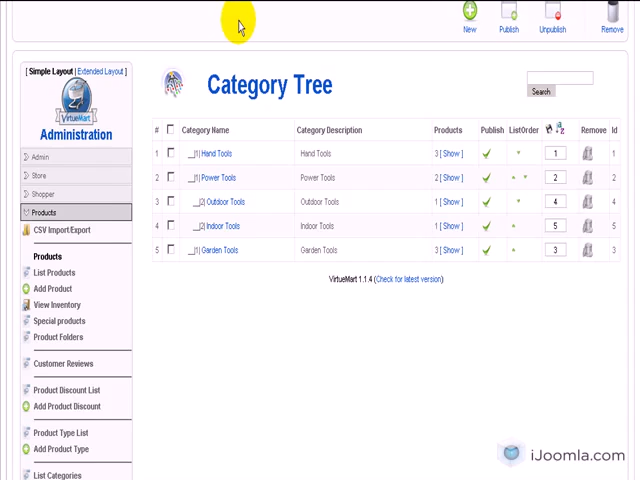 New Publish Unpublish Remove
[ Simple Layout | Extended Layout ]
VirtueMart
Administration
Admin
Store
Shopper
Products
CSV Import/Export
Products
List Products
Add Product
View Inventory
Special products
Product Folders
Customer Reviews
Product Discount List
Add Product Discount
Product Type List
Add Product Type
List Categories
Category Tree
Search
# Category Name Category Description Products Publish ListOrder Remove Id
1 __|1| Hand Tools Hand Tools 3 [ Show ] 1 1
2 __|1| Power Tools Power Tools 2 [ Show ] 2 2
3 __|2| Outdoor Tools Outdoor Tools 1 [ Show ] 4 4
4 __|2| Indoor Tools Indoor Tools 1 [ Show ] 5 5
5 __|1| Garden Tools Garden Tools 3 [ Show ] 3 3
VirtueMart 1.1.4 (Check for latest version)
iJoomla.com